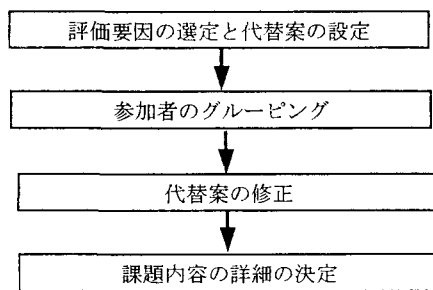 評価要因の選定と代替案の設定
参加者のグルーピング
代替案の修正
課題内容の詳細の決定